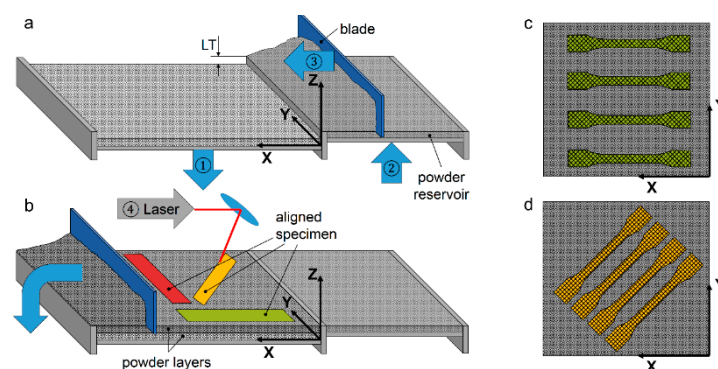 a
LT
blade
③
Z
Y
X
①
②
powder
reservoir
b
④ Laser
aligned
specimen
Z
Y
X
powder layers
c
Y
X
d
Y
X